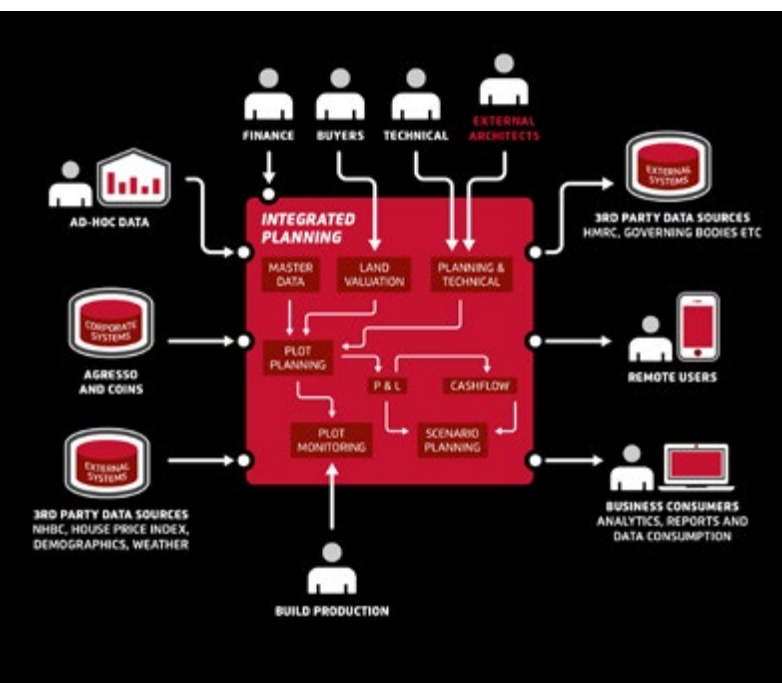 FINANCE
BUYERS
TECHNICAL
EXTERNAL
ARCHITECTS
AD-HOC DATA
EXTERNAL
SYSTEMS
3RD PARTY DATA SOURCES
HMRC, GOVERNING BODIES ETC
INTEGRATED
PLANNING
MASTER
DATA
LAND
VALUATION
PLANNING &
TECHNICAL
CORPORATE
SYSTEMS
AGRESSO
AND COINS
PLOT
PLANNING
P & L
CASHFLOW
REMOTE USERS
PLOT
MONITORING
SCENARIO
PLANNING
EXTERNAL
SYSTEMS
3RD PARTY DATA SOURCES
NHBC, HOUSE PRICE INDEX,
DEMOGRAPHICS, WEATHER
BUSINESS CONSUMERS
ANALYTICS, REPORTS AND
DATA CONSUMPTION
BUILD PRODUCTION